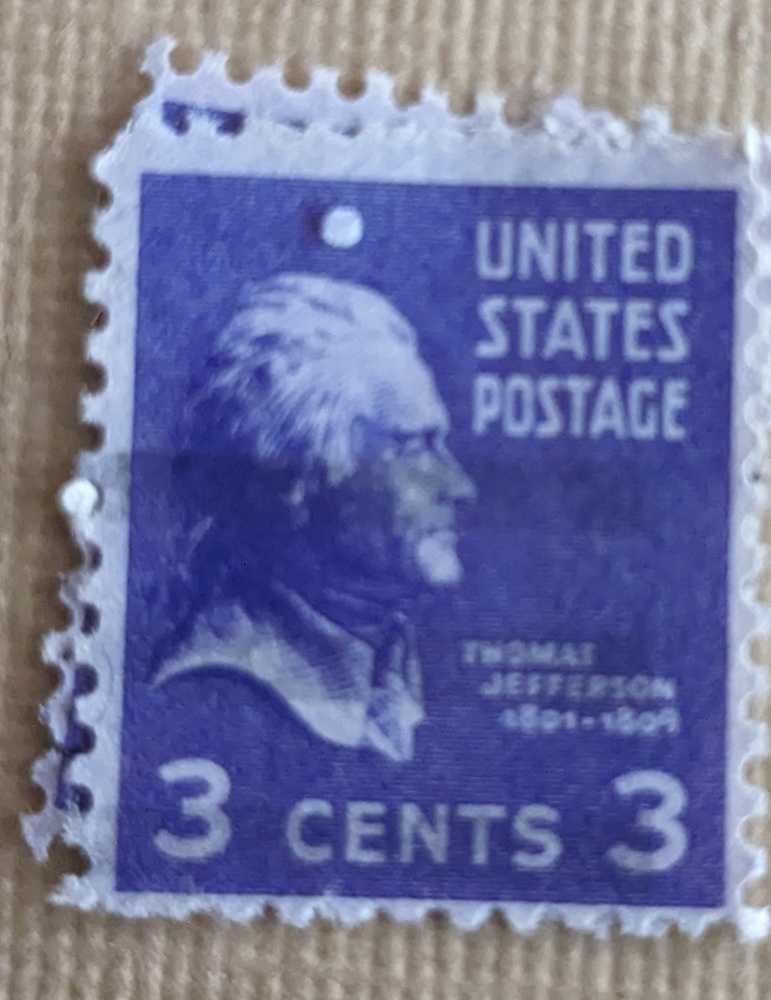 UNITED
STATES
POSTAGE
THOMAS
JEFFERSON
1801-1809
3 CENTS 3